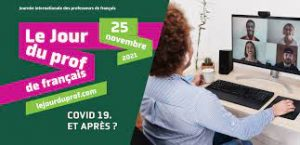 Journée internationale des professeurs de français
Le Jour
du prof
de français
lejourduprof.com
25
novembre
2021
COVID 19.
ET APRÈS ?